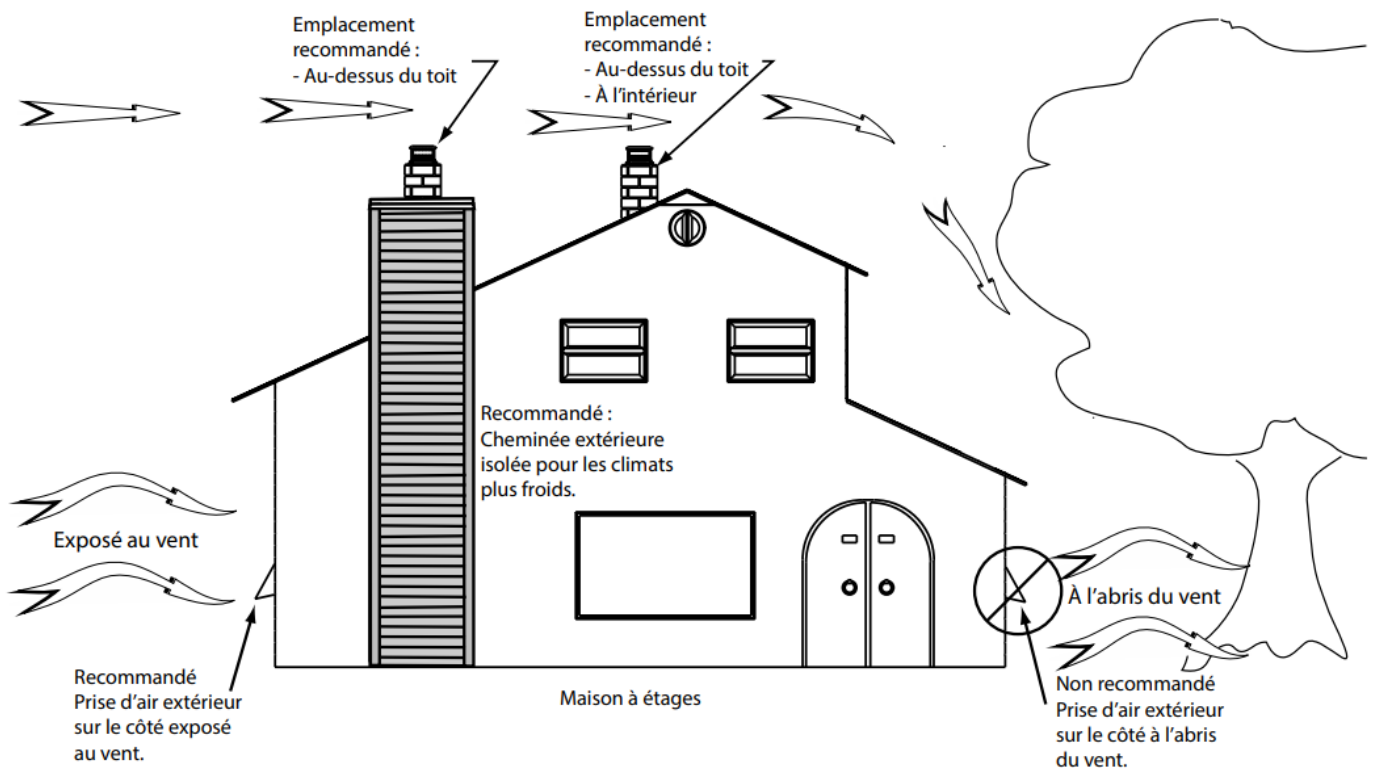 Emplacement
recommandé :
- Au-dessus du toit
Emplacement
recommandé :
- Au-dessus du toit
- À l’intérieur
Recommandé :
Cheminée extérieure
isolée pour les climats
plus froids.
Exposé au vent
À l’abris du vent
Recommandé
Prise d’air extérieur
sur le côté exposé
au vent.
Maison à étages
Non recommandé
Prise d’air extérieur
sur le côté à l’abris
du vent.